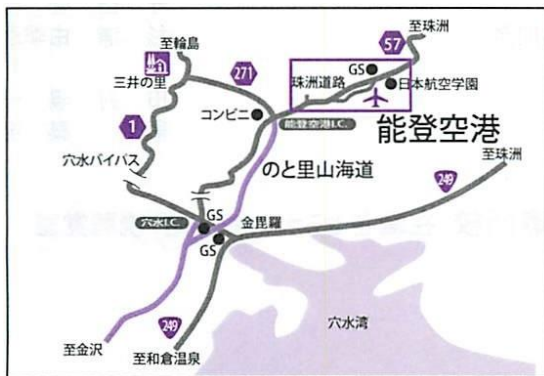 57
至珠洲
至輪島
GS
三井の里
271
珠洲道路
日本航空学園
コンビニ
能登空港I.C.
能登空港
1
穴水バイパス
のと里山海道
至珠洲
249
GS
穴水I.C.
金毘羅
GS
249
穴水湾
至金沢
至和倉温泉